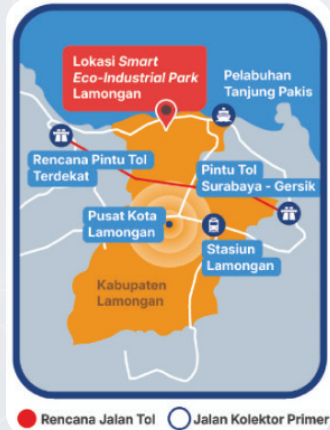 Lokasi Smart
Eco-Industrial Park
Lamongan
Pelabuhan
Tanjung Pakis
Rencana Pintu Tol
Terdekat
Pintu Tol
Surabaya - Gersik
Pusat Kota
Lamongan
Stasiun
Lamongan
Kabupaten
Lamongan
Rencana Jalan Tol
Jalan Kolektor Primer